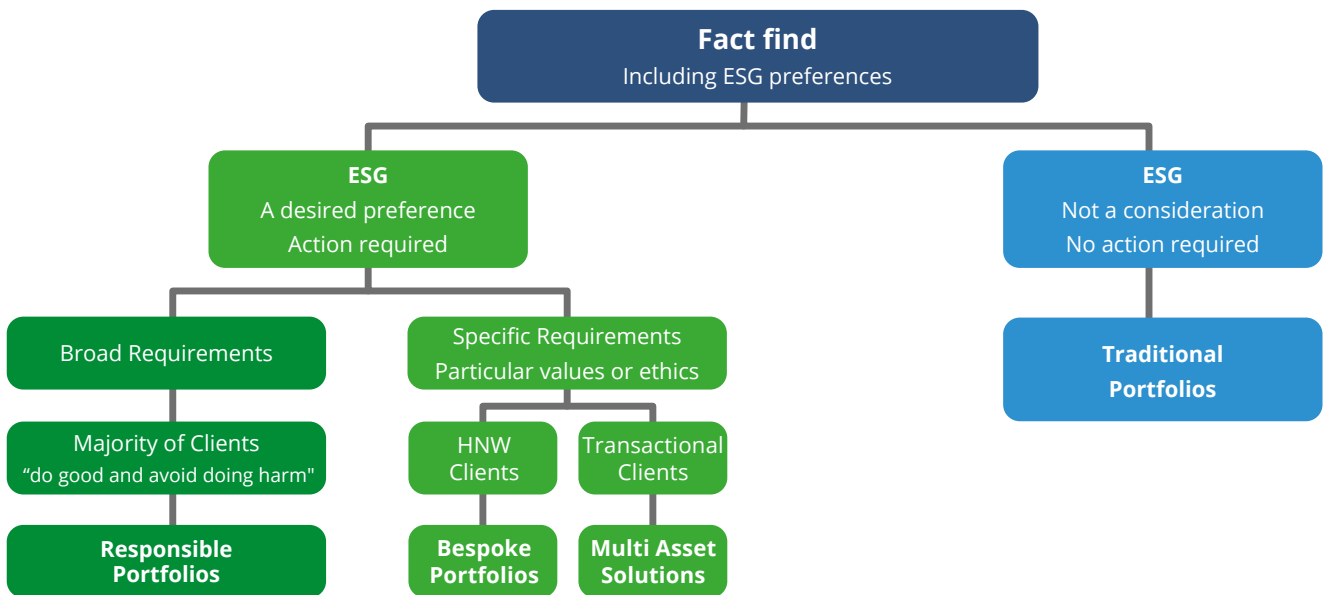 Fact find
Including ESG preferences
ESG
A desired preference
Action required
ESG
Not a consideration
No action required
Broad Requirements
Specific Requirements
Particular values or ethics
Traditional
Portfolios
Majority of Clients
“do good and avoid doing harm"
HNW
Clients
Transactional
Clients
Responsible
Portfolios
Bespoke
Portfolios
Multi Asset
Solutions